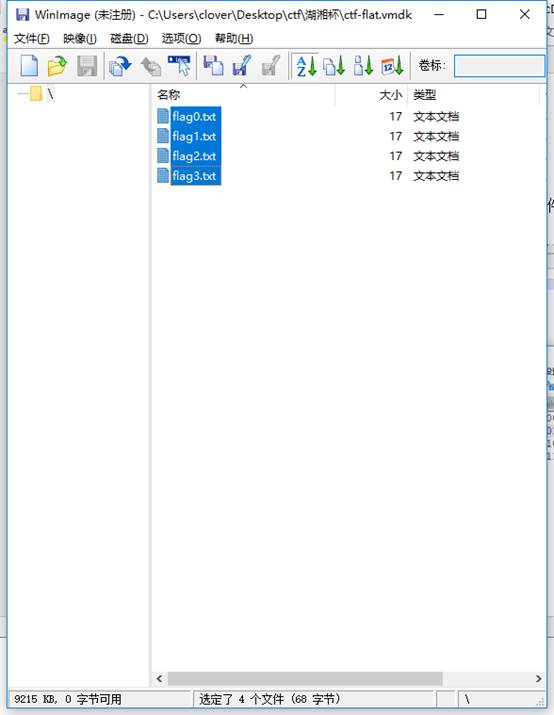 WinImage (未注册) - C:\Users\clover\Desktop\ctf\湖湘杯\ctf-flat.vmdk
文件(F) 映像(I) 磁盘(D) 选项(O) 帮助(H)
卷标:
\ 名称 大小 类型
flag0.txt 17 文本文档
flag1.txt 17 文本文档
flag2.txt 17 文本文档
flag3.txt 17 文本文档
9215 KB, 0 字节可用 选定了 4 个文件 (68 字节) \